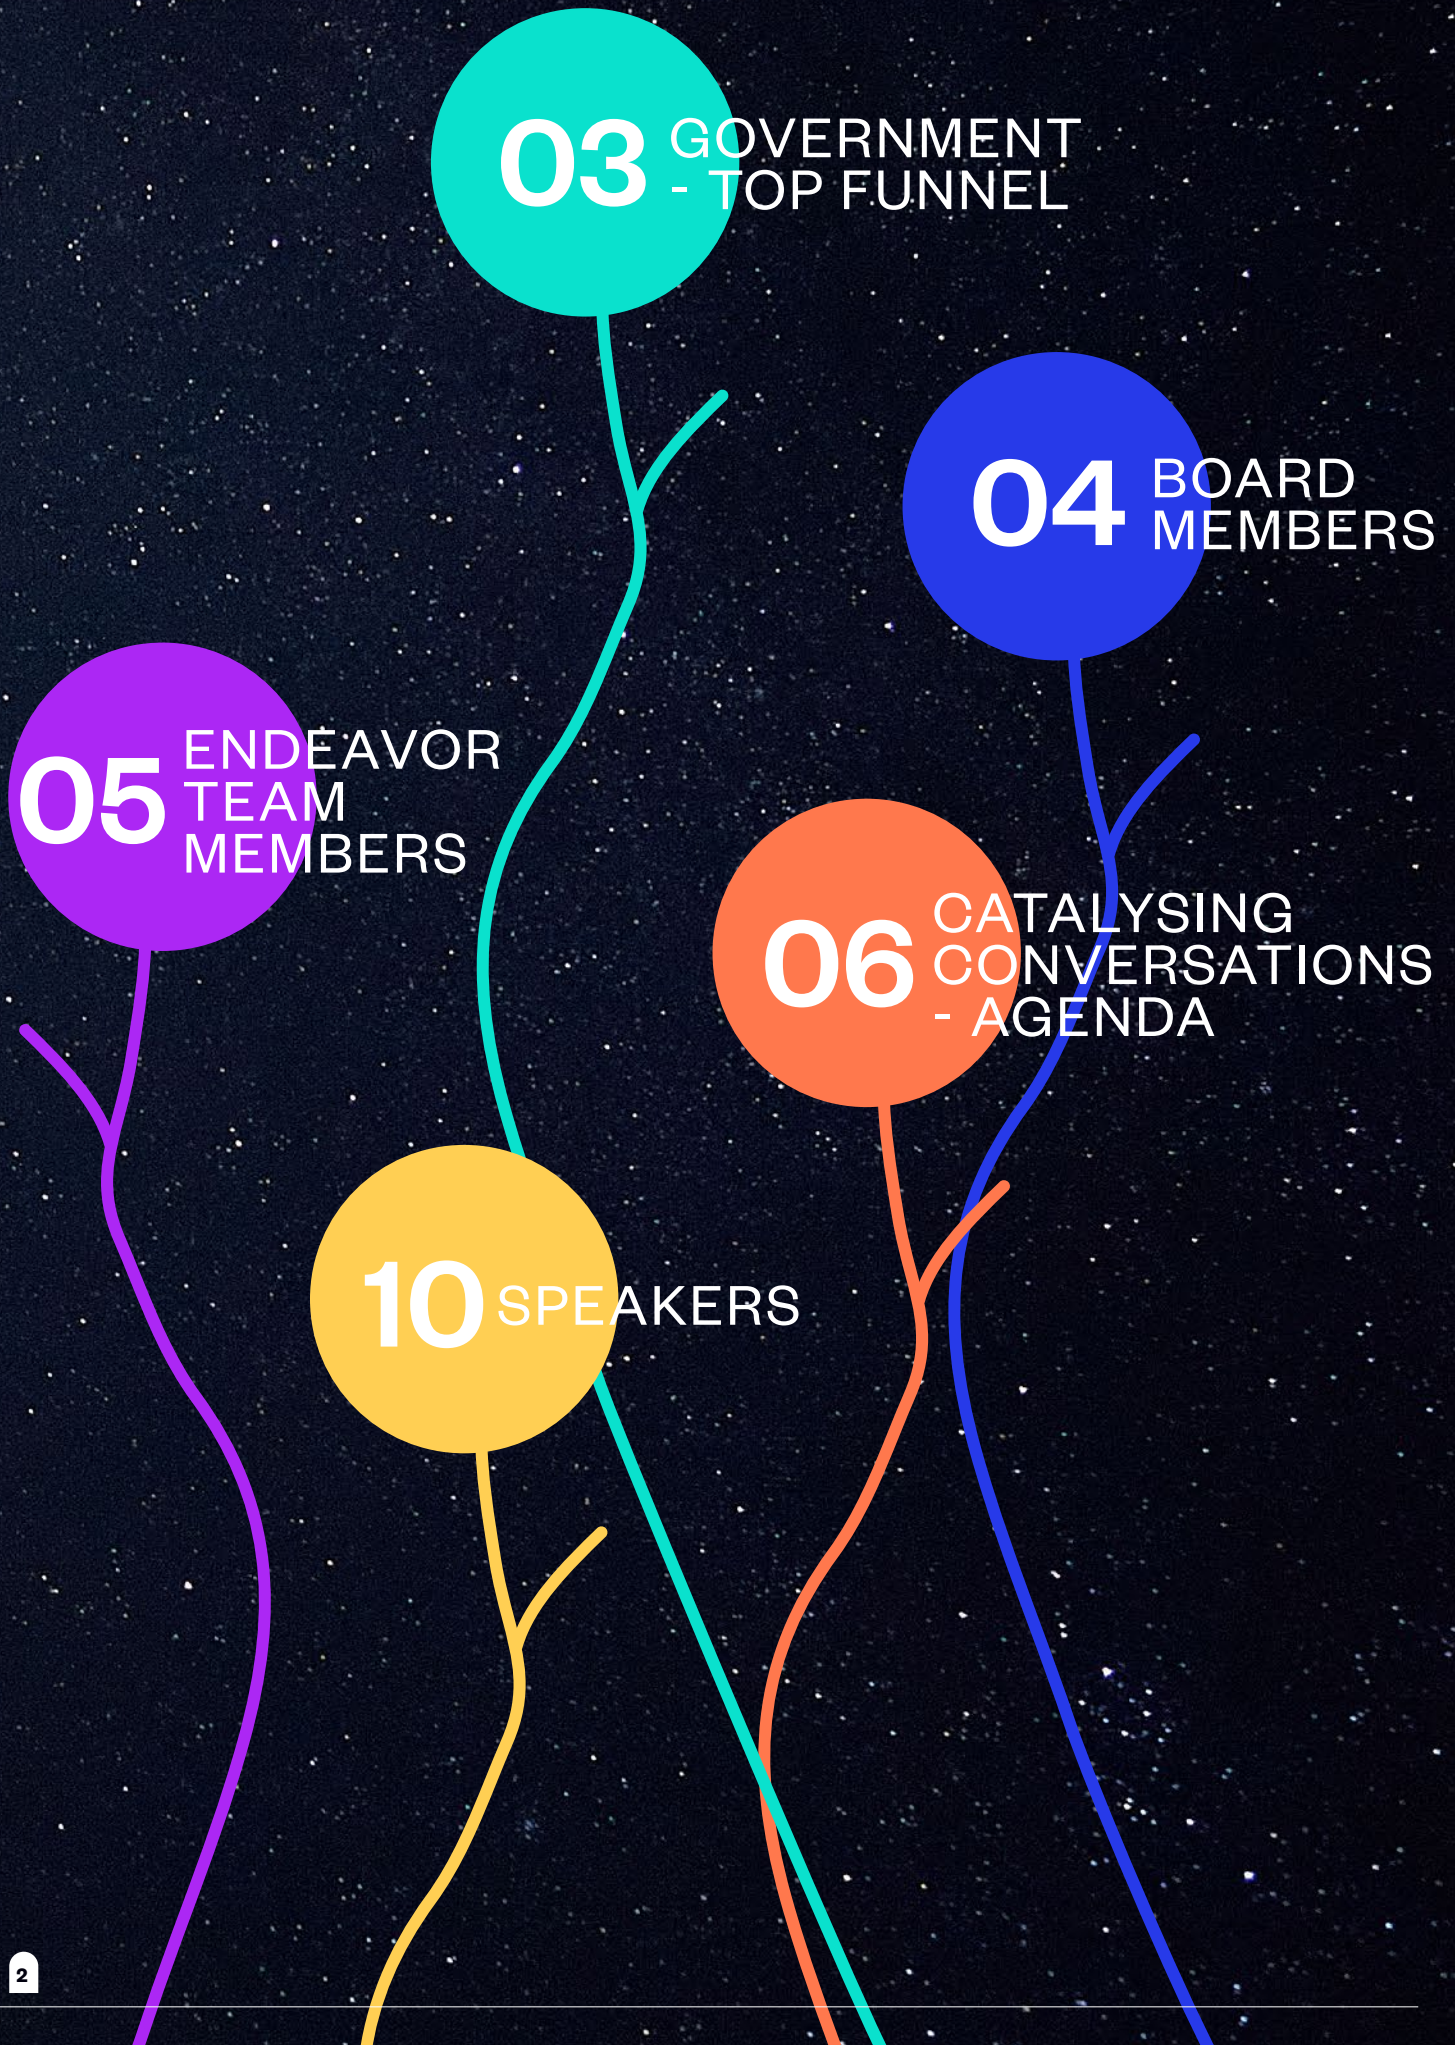 03 GOVERNMENT
- TOP FUNNEL
04 BOARD
MEMBERS
05 ENDEAVOR
TEAM
MEMBERS
06 CATALYSING
CONVERSATIONS
- AGENDA
10 SPEAKERS
2